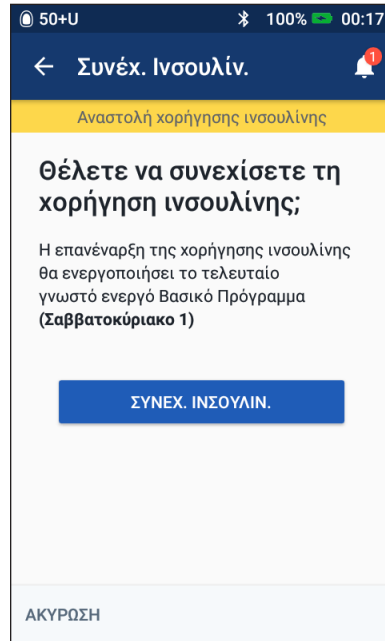 50+U 100% 00:17
Συνέχ. Ινσουλίν.
1
Αναστολή χορήγησης ινσουλίνης
Θέλετε να συνεχίσετε τη
χορήγηση ινσουλίνης;
Η επανέναρξη της χορήγησης ινσουλίνης
θα ενεργοποιήσει το τελευταίο
γνωστό ενεργό Βασικό Πρόγραμμα
(Σαββατοκύριακο 1)
ΣΥΝΕΧ. ΙΝΣΟΥΛΙΝ.
ΑΚΥΡΩΣΗ